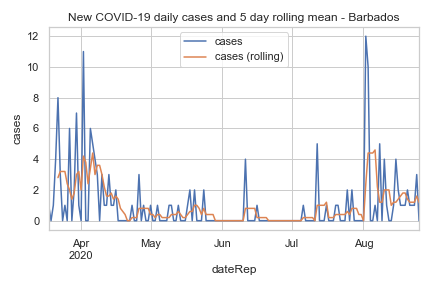 New COVID-19 daily cases and 5 day rolling mean - Barbados
cases
cases (rolling)
12
10
8
6
4
2
0
cases
Apr
2020
May
Jun
Jul
Aug
dateRep